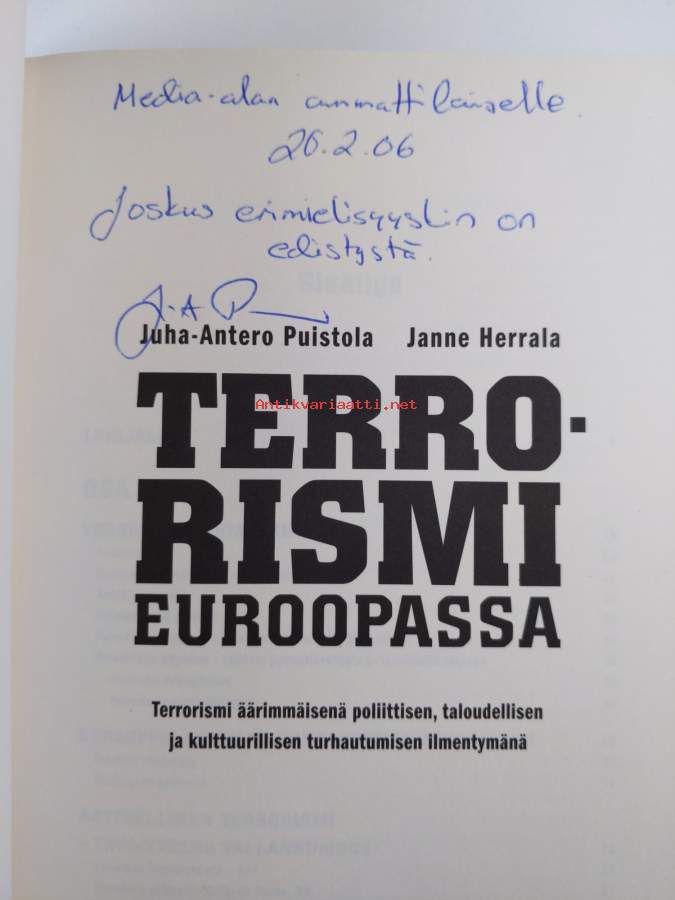 Media-alan ammattilaiselle.
26.2.06
Joskus erimielisyyskin on
edistystä.
J-A P
Juha-Antero Puistola Janne Herrala
TERRO-
RISMI
EUROOPASSA
Antikvariaatti.net
Terrorismi äärimmäisenä poliittisen, taloudellisen
ja kulttuurillisen turhautumisen ilmentymänä